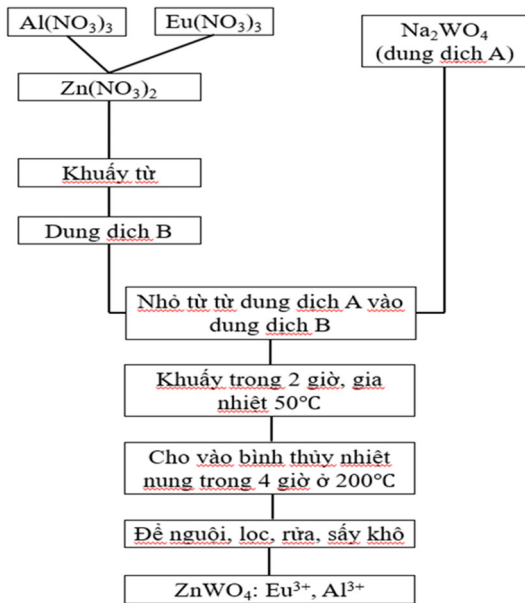 Al(NO₃)₃
Eu(NO₃)₃
Na₂WO₄
(dung dịch A)
Zn(NO₃)₂
Khuấy từ
Dung dịch B
Nhỏ từ từ dung dịch A vào
dung dịch B
Khuấy trong 2 giờ, gia
nhiệt 50°C
Cho vào bình thủy nhiệt
nung trong 4 giờ ở 200°C
Để nguội, lọc, rửa, sấy khô
ZnWO₄: Eu³⁺, Al³⁺